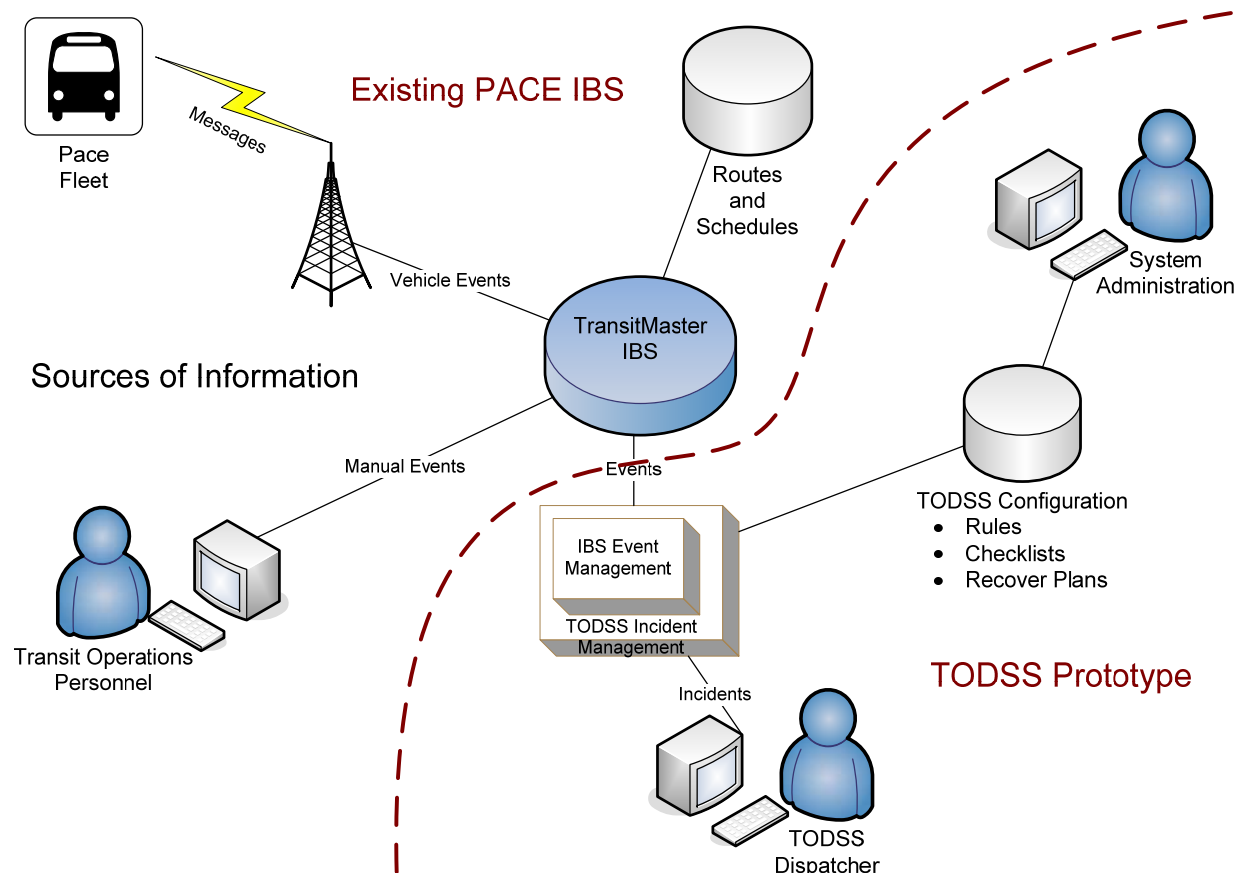 Existing PACE IBS
Messages
Pace
Fleet
Routes
and
Schedules
System
Administration
Vehicle Events
TransitMaster
IBS
Sources of Information
Manual Events
Events
TODSS Configuration
• Rules
• Checklists
• Recover Plans
IBS Event
Management
TODSS Incident
Management
Transit Operations
Personnel
TODSS Prototype
Incidents
TODSS
Dispatcher